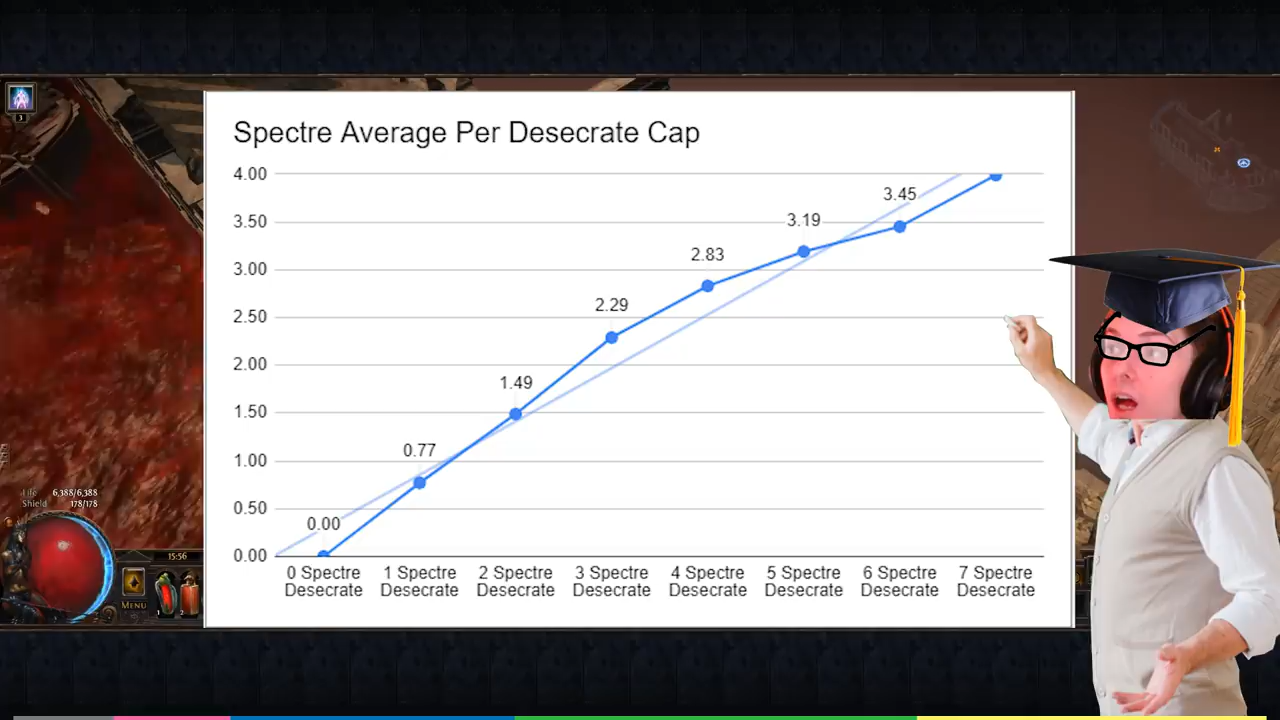 3
Spectre Average Per Desecrate Cap
4.00
3.50
3.00
2.50
2.00
1.50
1.00
0.50
0.00
0.00
0.77
1.49
2.29
2.83
3.19
3.45
0 Spectre Desecrate
1 Spectre Desecrate
2 Spectre Desecrate
3 Spectre Desecrate
4 Spectre Desecrate
5 Spectre Desecrate
6 Spectre Desecrate
7 Spectre Desecrate
Life 6,388/6,388
Shield 178/178
15:56
MENU
1 2